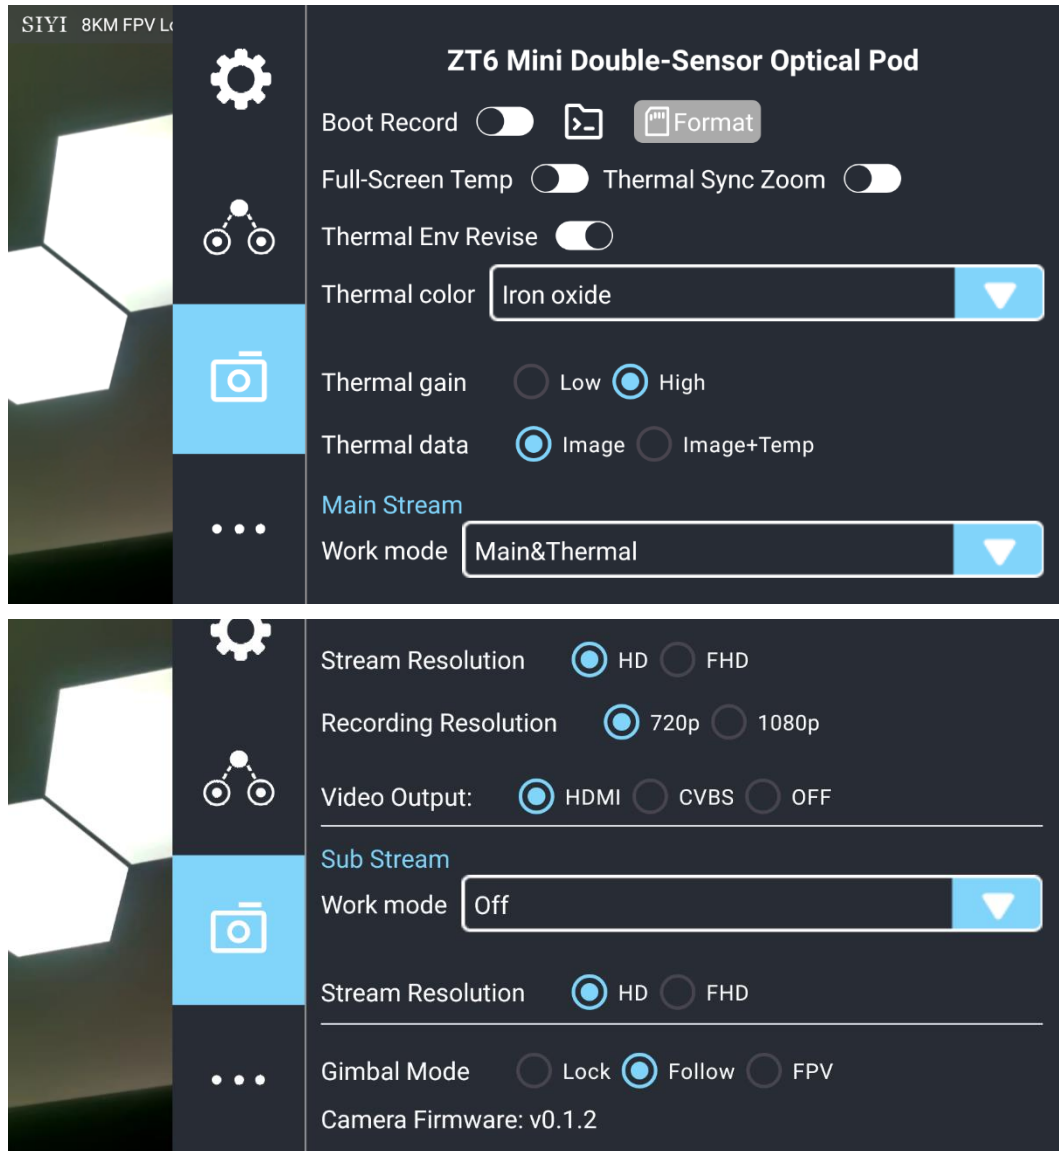 SIYI 8KM FPV Lo
ZT6 Mini Double-Sensor Optical Pod
Boot Record Format
Full-Screen Temp Thermal Sync Zoom
Thermal Env Revise
Thermal color Iron oxide
Thermal gain Low High
Thermal data Image Image+Temp
Main Stream
Work mode Main&Thermal
Stream Resolution HD FHD
Recording Resolution 720p 1080p
Video Output: HDMI CVBS OFF
Sub Stream
Work mode Off
Stream Resolution HD FHD
Gimbal Mode Lock Follow FPV
Camera Firmware: v0.1.2